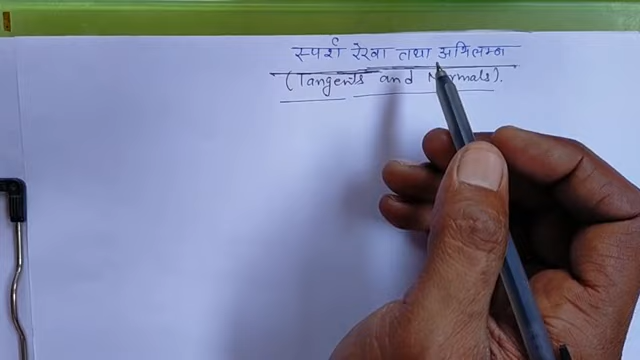 स्पर्श रेखा तथा अभिलम्ब
(Tangents and Normals).